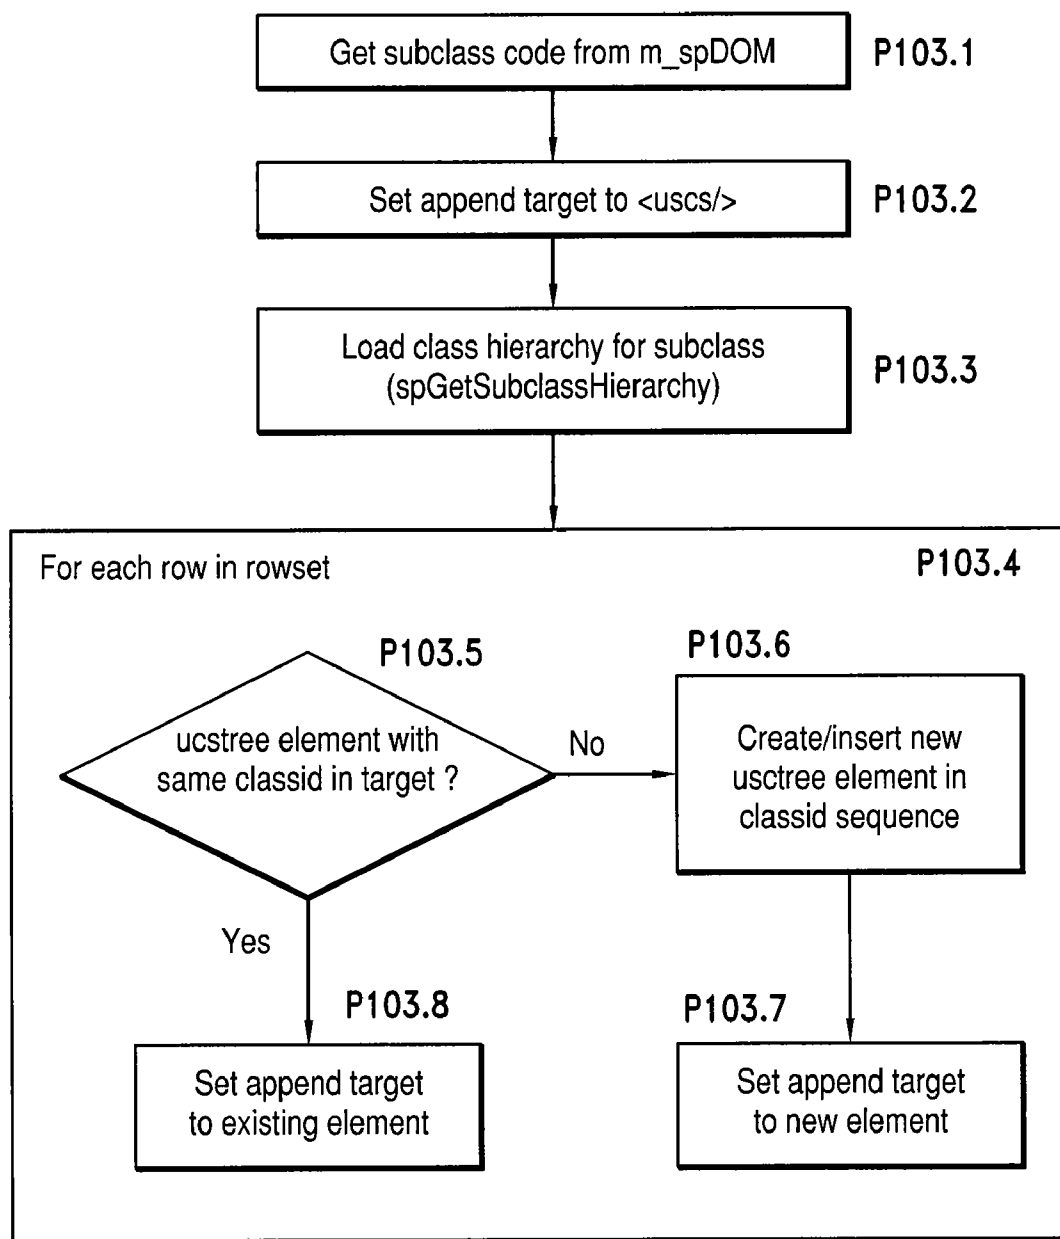 Get subclass code from m_spDOM
P103.1
Set append target to <uscs/>
P103.2
Load class hierarchy for subclass
(spGetSubclassHierarchy)
P103.3
For each row in rowset
P103.4
P103.5
ucstree element with
same classid in target ?
No
P103.6
Create/insert new
usctree element in
classid sequence
Yes
P103.8
Set append target
to existing element
P103.7
Set append target
to new element